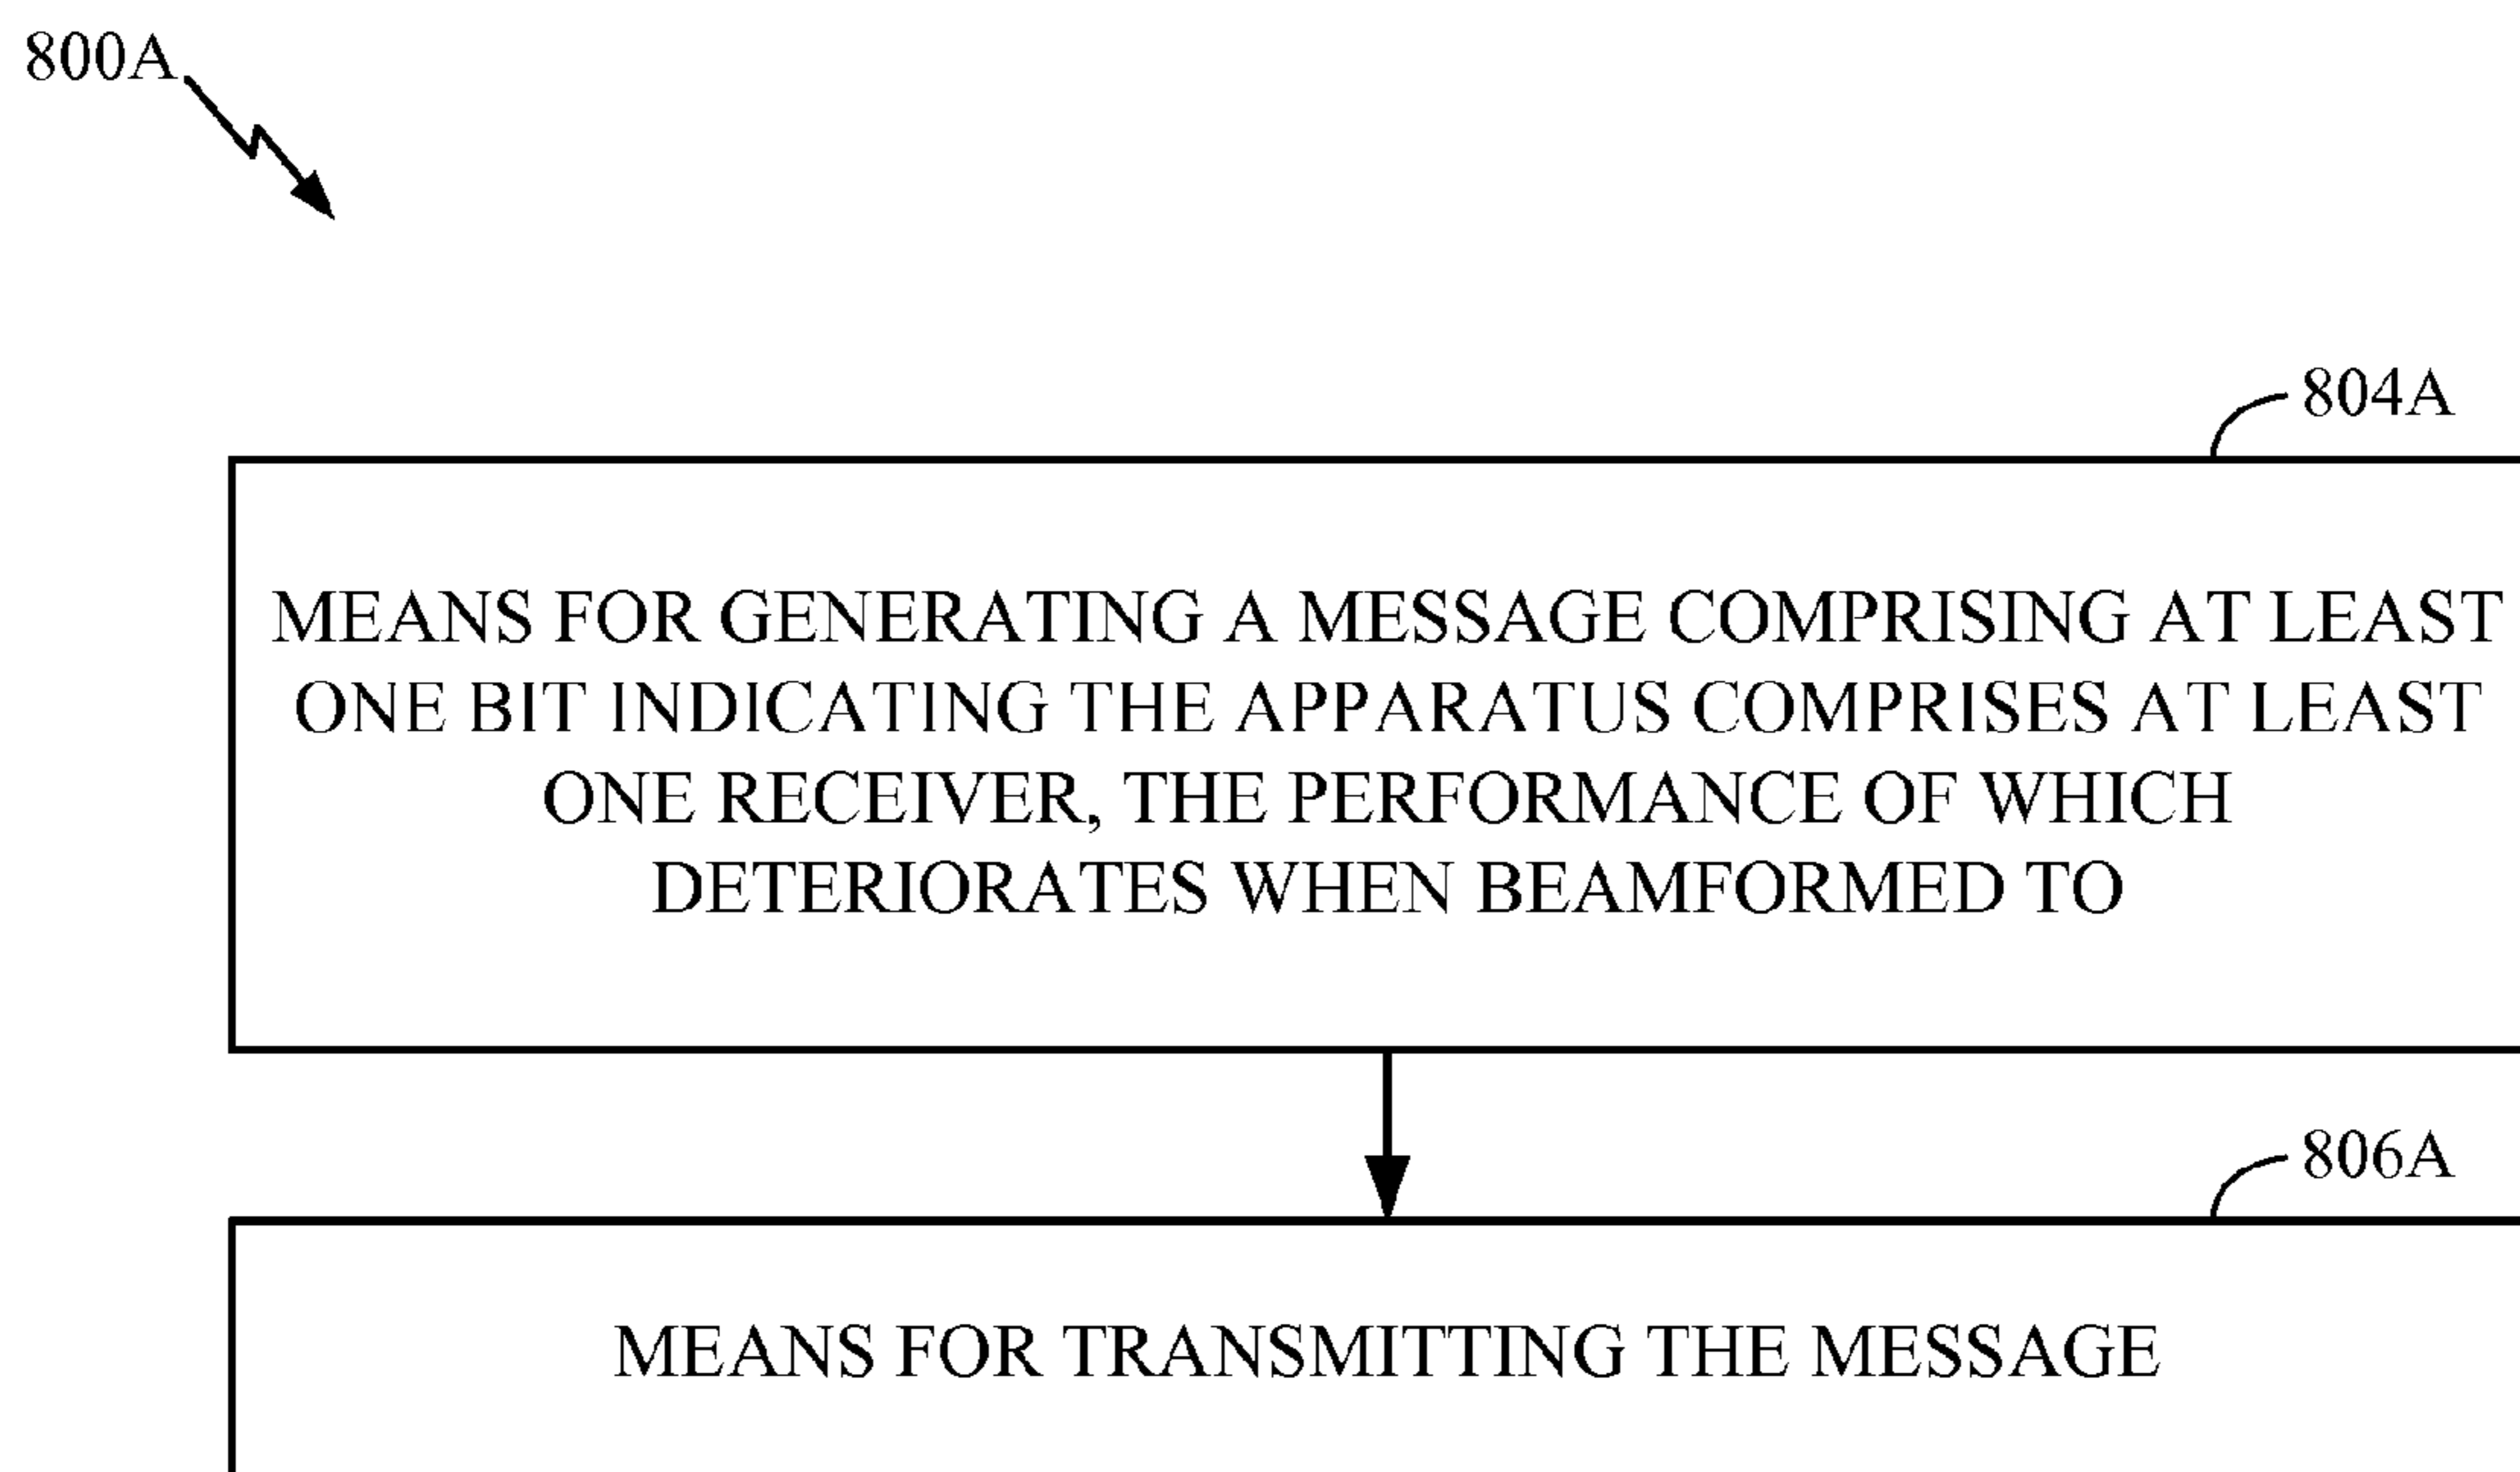 800A
804A
MEANS FOR GENERATING A MESSAGE COMPRISING AT LEAST
ONE BIT INDICATING THE APPARATUS COMPRISES AT LEAST
ONE RECEIVER, THE PERFORMANCE OF WHICH
DETERIORATES WHEN BEAMFORMED TO
806A
MEANS FOR TRANSMITTING THE MESSAGE